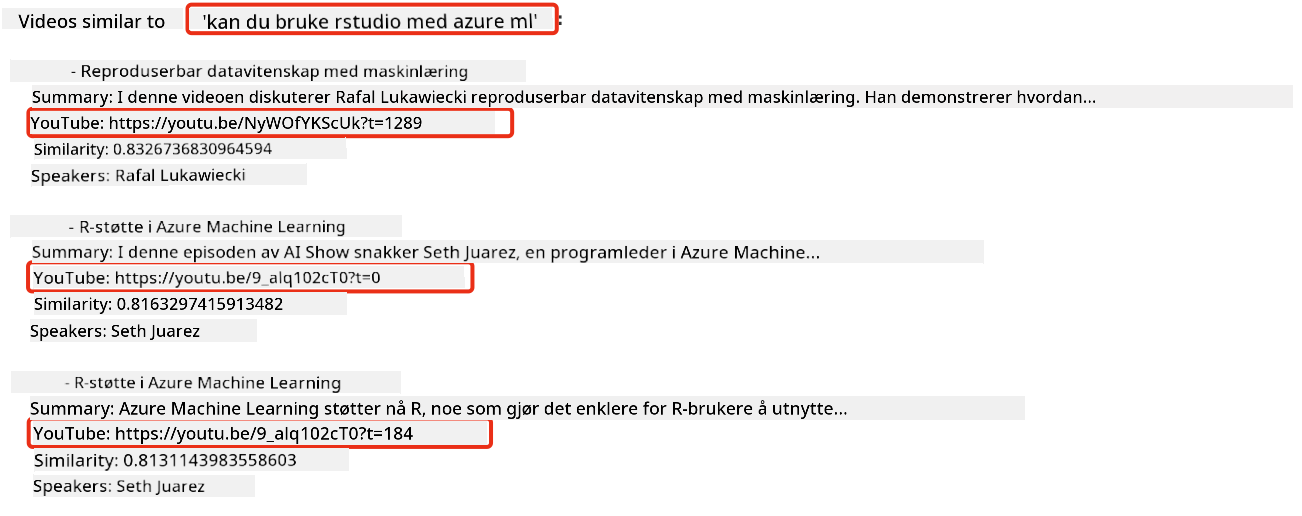 Videos similar to 'kan du bruke rstudio med azure ml':
- Reproduserbar datavitenskap med maskinlæring
Summary: I denne videoen diskuterer Rafal Lukawiecki reproduserbar datavitenskap med maskinlæring. Han demonstrerer hvordan...
YouTube: https://youtu.be/NyWOfYKScUk?t=1289
Similarity: 0.8326736830964594
Speakers: Rafal Lukawiecki
- R-støtte i Azure Machine Learning
Summary: I denne episoden av AI Show snakker Seth Juarez, en programleder i Azure Machine...
YouTube: https://youtu.be/9_alq102cT0?t=0
Similarity: 0.8163297415913482
Speakers: Seth Juarez
- R-støtte i Azure Machine Learning
Summary: Azure Machine Learning støtter nå R, noe som gjør det enklere for R-brukere å utnytte...
YouTube: https://youtu.be/9_alq102cT0?t=184
Similarity: 0.8131143983558603
Speakers: Seth Juarez